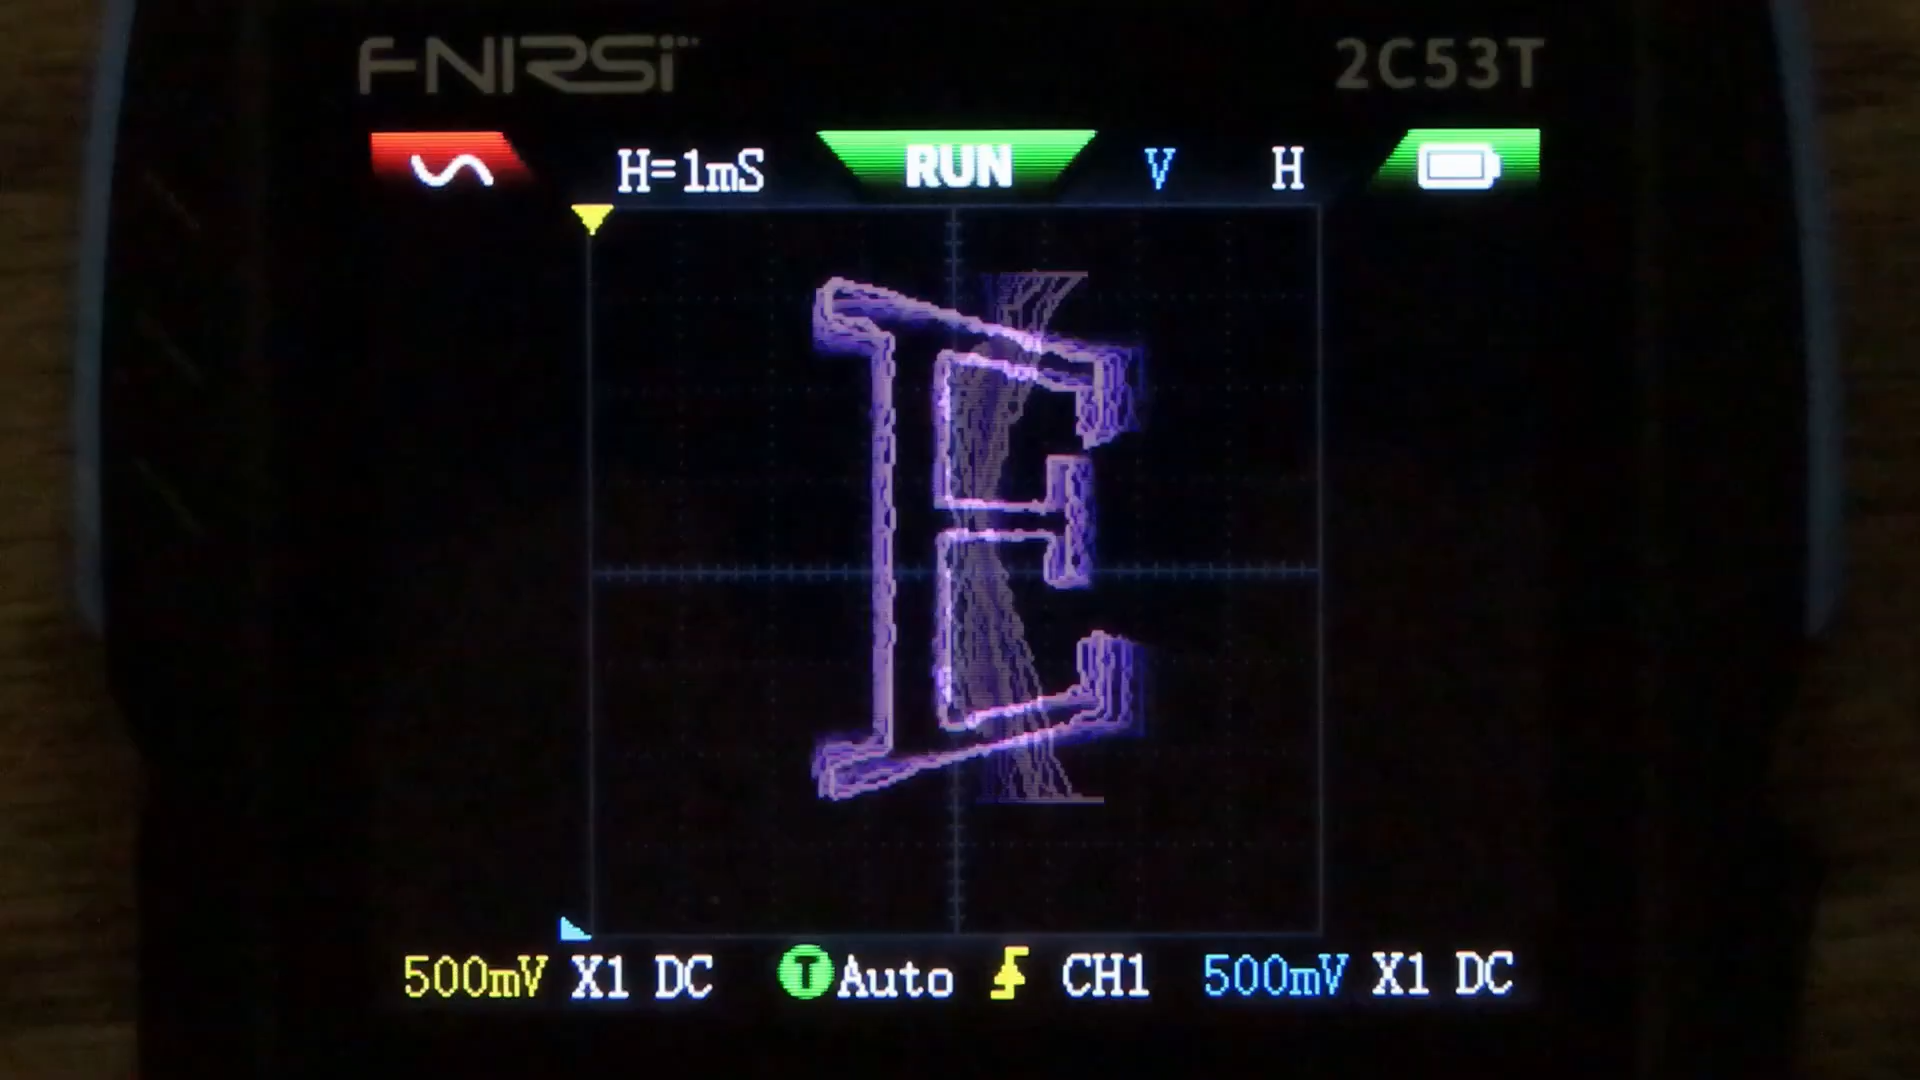 FNIRSI 2C53T
H=1mS RUN V H
E
500mV X1 DC T Auto CH1 500mV X1 DC